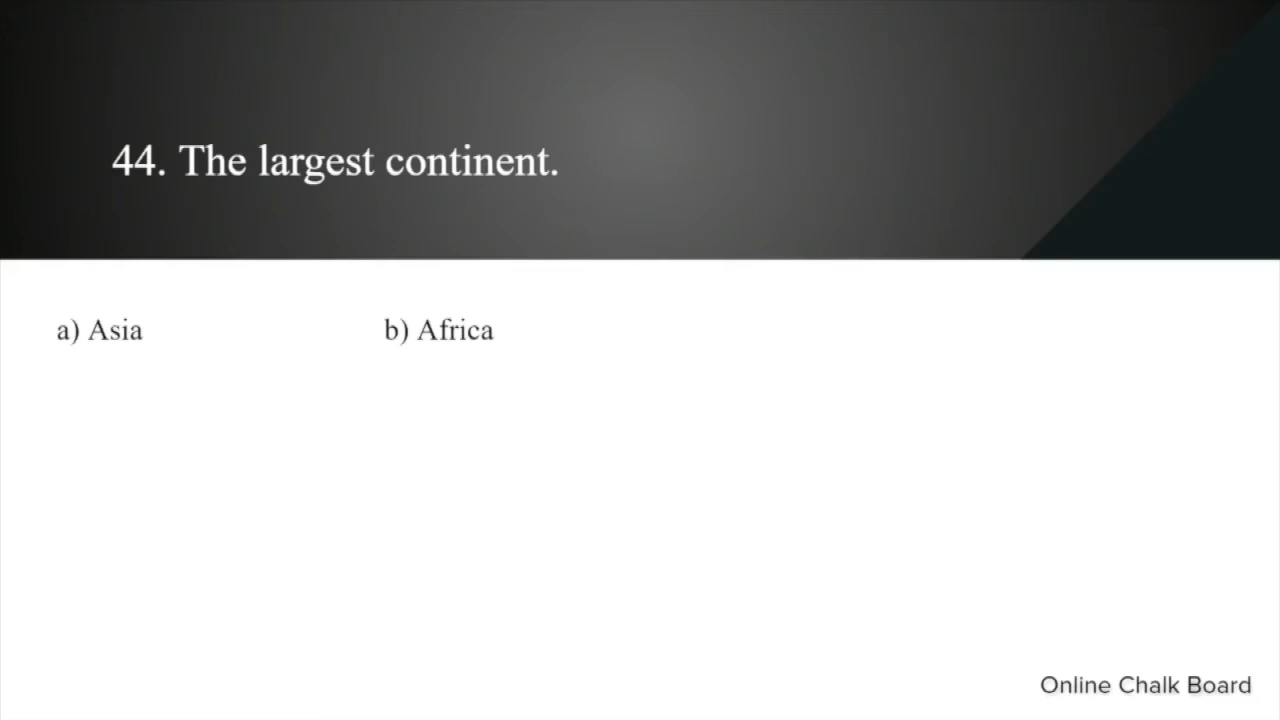 44. The largest continent.
a) Asia b) Africa
Online Chalk Board